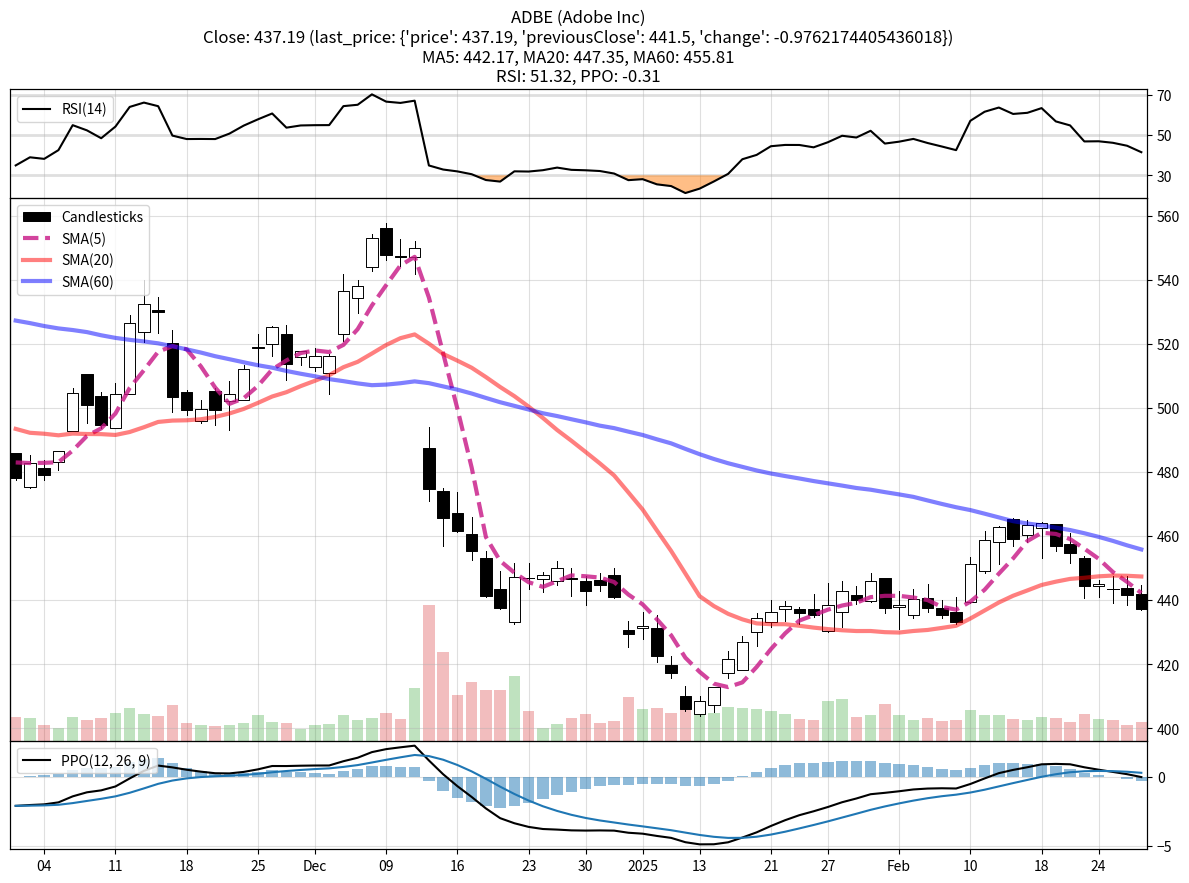 ADBE (Adobe Inc)
Close: 437.19 (last_price: {'price': 437.19, 'previousClose': 441.5, 'change': -0.9762174405436018})
MA5: 442.17, MA20: 447.35, MA60: 455.81
RSI: 51.32, PPO: -0.31
RSI(14)
70
50
30
Candlesticks
SMA(5)
SMA(20)
SMA(60)
560
540
520
500
480
460
440
420
400
PPO(12, 26, 9)
0
−5
04 11 18 25 Dec 09 16 23 30 2025 13 21 27 Feb 10 18 24